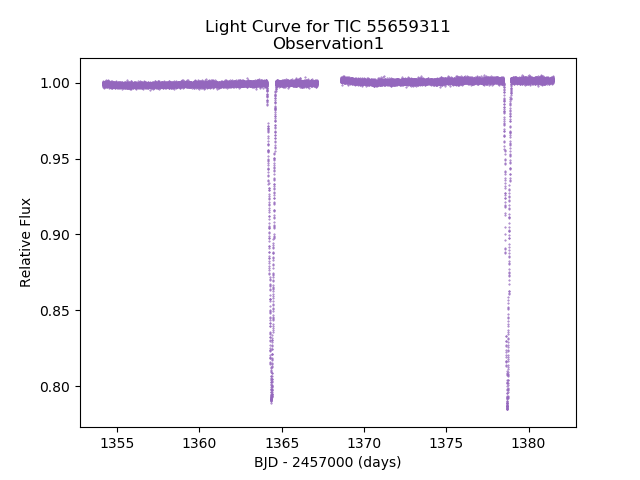 Light Curve for TIC 55659311
Observation1
1.00
0.95
0.90
0.85
0.80
Relative Flux
1355
1360
1365
1370
1375
1380
BJD - 2457000 (days)